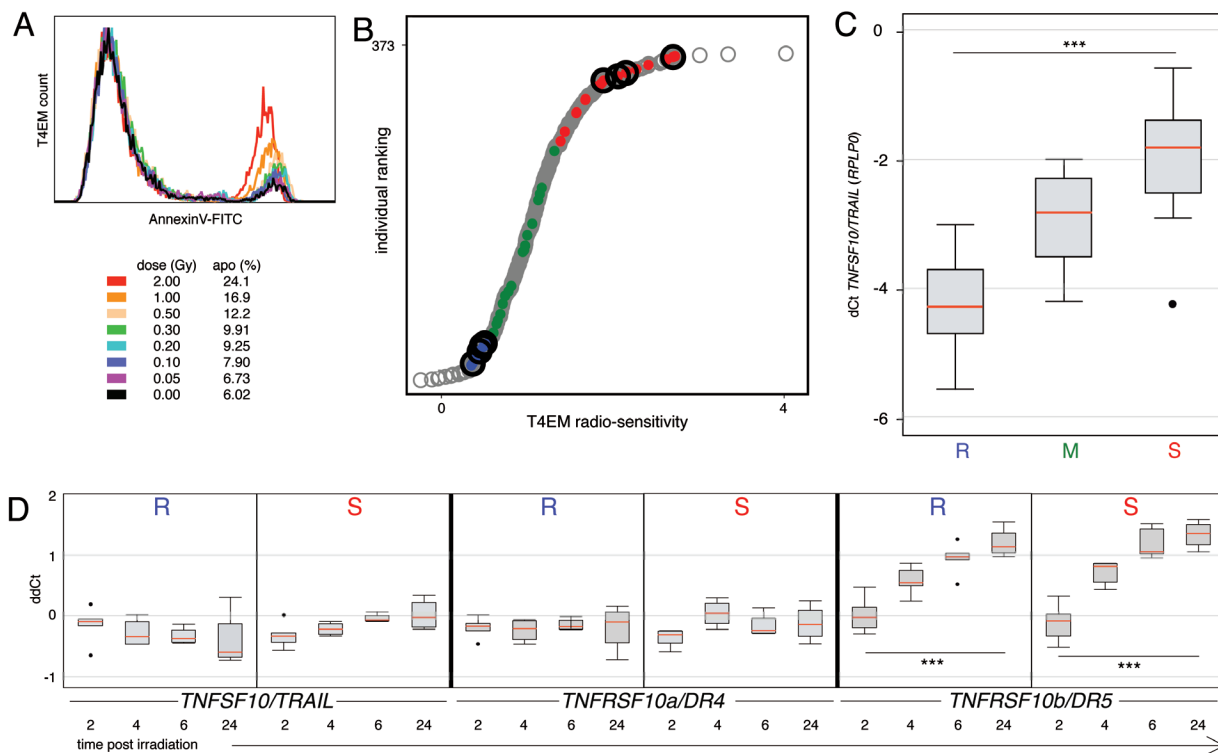 A
T4EM count
AnnexinV-FITC
dose (Gy) apo (%)
2.00 24.1
1.00 16.9
0.50 12.2
0.30 9.91
0.20 9.25
0.10 7.90
0.05 6.73
0.00 6.02
B
373
individual ranking
0 4
T4EM radio-sensitivity
C
dCt TNFSF10/TRAIL (RPLP0)
0
-2
-4
-6
***
R M S
D
ddCt
2
1
0
-1
R S R S R S
*** ***
TNFSF10/TRAIL TNFRSF10a/DR4 TNFRSF10b/DR5
2 4 6 24 2 4 6 24 2 4 6 24 2 4 6 24 2 4 6 24 2 4 6 24
time post irradiation